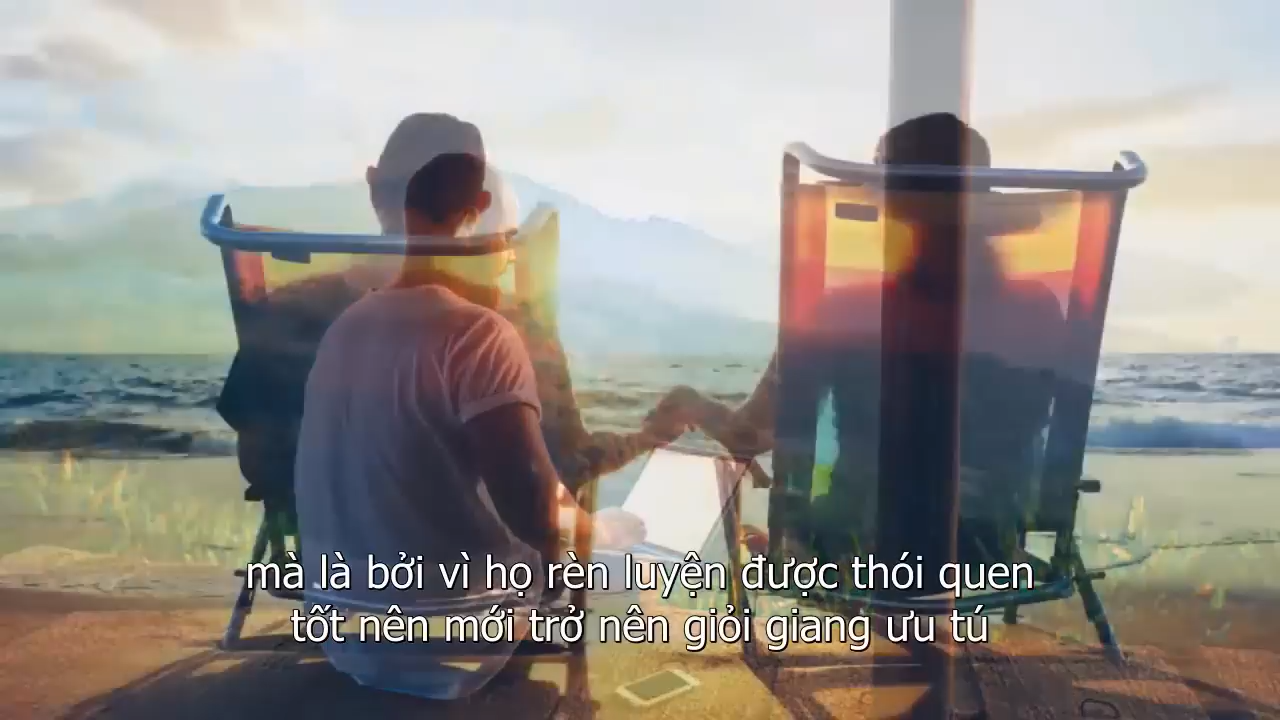 mà là bởi vì họ rèn luyện được thói quen
tốt nên mới trở nên giỏi giang ưu tú